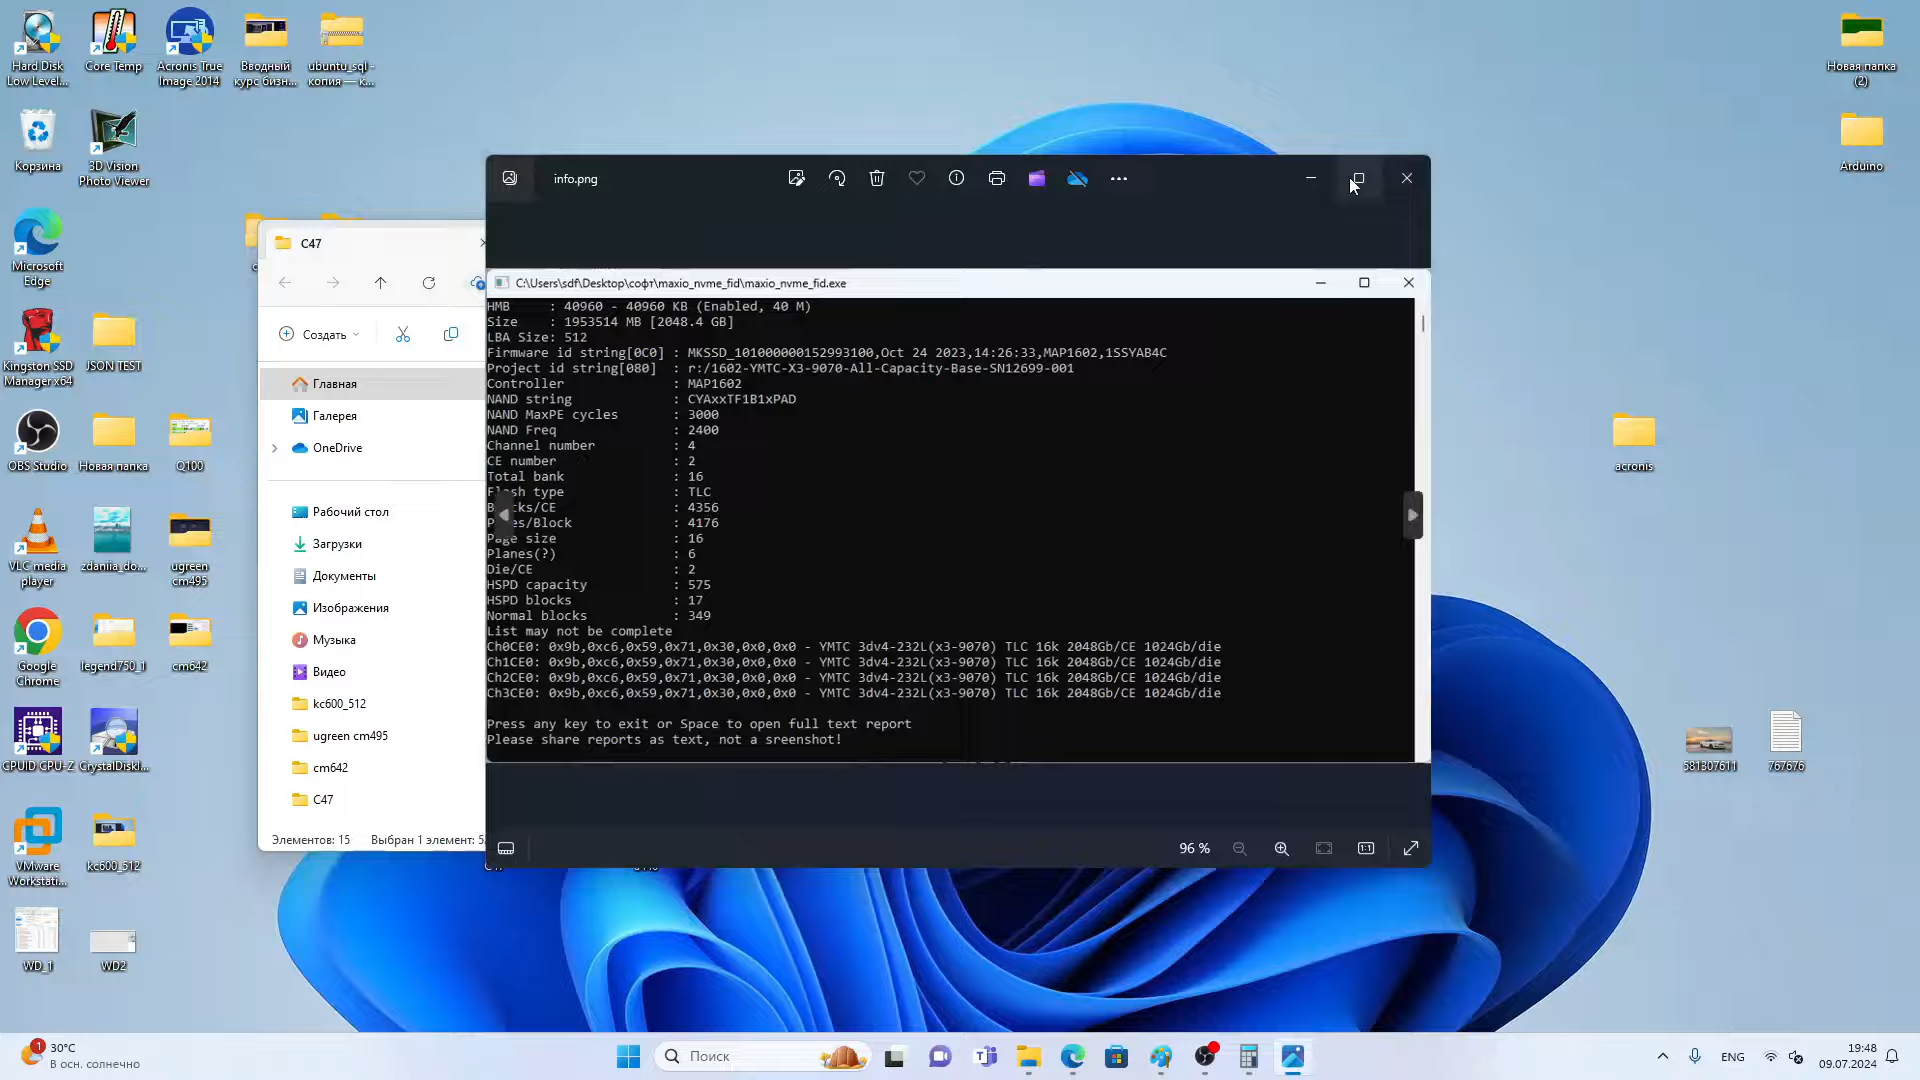 Hard Disk
Low Level...
Core Temp
Acronis True
Image 2014
Вводный
курс бизн...
ubuntu_sql -
копия — к...
Новая папка
(2)
Корзина
3D Vision
Photo Viewer
Arduino
info.png
Microsoft
Edge
C47
C:\Users\sdf\Desktop\софт\maxio_nvme_fid\maxio_nvme_fid.exe
HMB : 40960 - 40960 KB (Enabled, 40 M)
Size : 1953514 MB [2048.4 GB]
LBA Size: 512
Firmware id string[0C0] : MKSSD_101000000152993100,Oct 24 2023,14:26:33,MAP1602,1SSYAB4C
Project id string[080] : r:/1602-YMTC-X3-9070-All-Capacity-Base-SN12699-001
Controller : MAP1602
NAND string : CYAxxTF1B1xPAD
NAND MaxPE cycles : 3000
NAND Freq : 2400
Channel number : 4
CE number : 2
Total bank : 16
Flash type : TLC
Blocks/CE : 4356
Pages/Block : 4176
Page size : 16
Planes(?) : 6
Die/CE : 2
HSPD capacity : 575
HSPD blocks : 17
Normal blocks : 349
List may not be complete
Ch0CE0: 0x9b,0xc6,0x59,0x71,0x30,0x0,0x0 - YMTC 3dv4-232L(x3-9070) TLC 16k 2048Gb/CE 1024Gb/die
Ch1CE0: 0x9b,0xc6,0x59,0x71,0x30,0x0,0x0 - YMTC 3dv4-232L(x3-9070) TLC 16k 2048Gb/CE 1024Gb/die
Ch2CE0: 0x9b,0xc6,0x59,0x71,0x30,0x0,0x0 - YMTC 3dv4-232L(x3-9070) TLC 16k 2048Gb/CE 1024Gb/die
Ch3CE0: 0x9b,0xc6,0x59,0x71,0x30,0x0,0x0 - YMTC 3dv4-232L(x3-9070) TLC 16k 2048Gb/CE 1024Gb/die
Press any key to exit or Space to open full text report
Please share reports as text, not a sreenshot!
96 %
Создать
Главная
Галерея
OneDrive
Рабочий стол
Загрузки
Документы
Изображения
Музыка
Видео
kc600_512
ugreen cm495
cm642
C47
Элементов: 15 Выбран 1 элемент: 5
Kingston SSD
Manager x64
JSON TEST
OBS Studio
Новая папка
Q100
acronis
VLC media
player
zdaniia_do...
ugreen
cm495
Google
Chrome
legend750_1
cm642
CPUID CPU-Z
CrystalDiskI...
581307611
767676
VMware
Workstati...
kc600_512
WD_1
WD2
1
30°C
В осн. солнечно
Поиск
ENG
19:48
09.07.2024